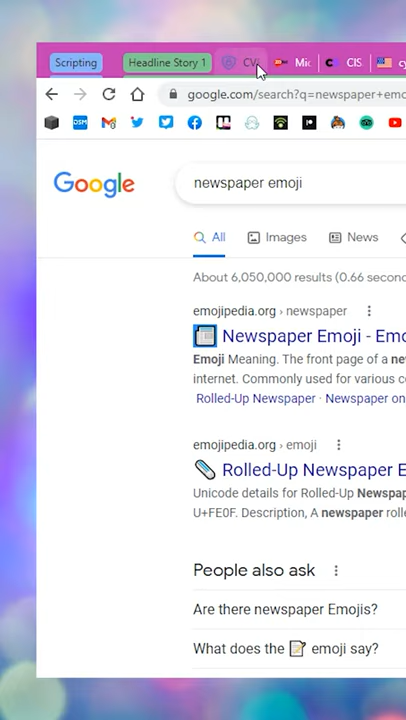 Scripting
Headline Story 1
CV
Mic
CIS
cy
google.com/search?q=newspaper+emo
DSM
Google
newspaper emoji
All
Images
News
About 6,050,000 results (0.66 second
emojipedia.org › newspaper
Newspaper Emoji - Emo
Emoji Meaning. The front page of a ne
internet. Commonly used for various c
Rolled-Up Newspaper · Newspaper on
emojipedia.org › emoji
Rolled-Up Newspaper E
Unicode details for Rolled-Up Newspap
U+FE0F. Description, A newspaper rolle
People also ask
Are there newspaper Emojis?
What does the 📝 emoji say?